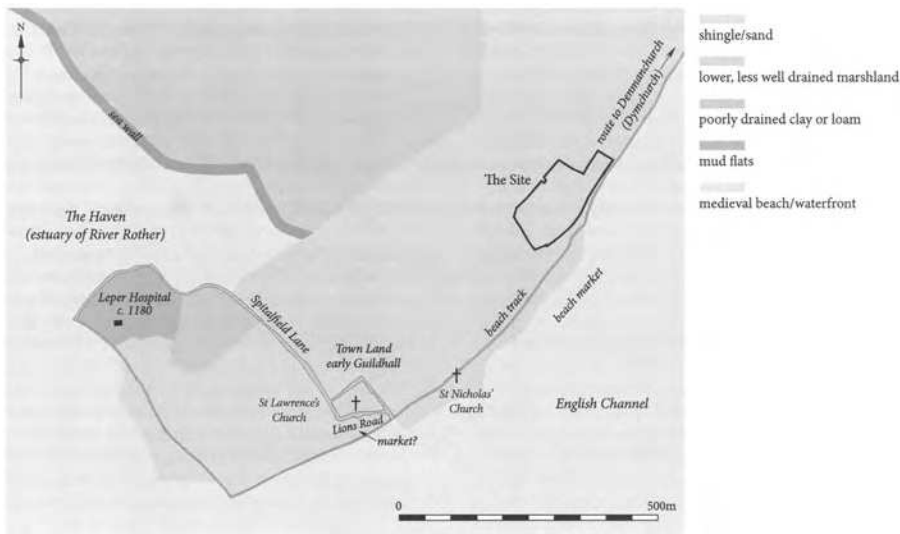 N
sea wall
route to Denmanchurch
(Dymchurch)
The Site
The Haven
(estuary of River Rother)
Leper Hospital
c. 1180
Spitalfield Lane
beach track
beach market
Town Land
early Guildhall
St Lawrence's
Church
Lions Road
market?
St Nicholas'
Church
English Channel
0
500m
shingle/sand
lower, less well drained marshland
poorly drained clay or loam
mud flats
medieval beach/waterfront